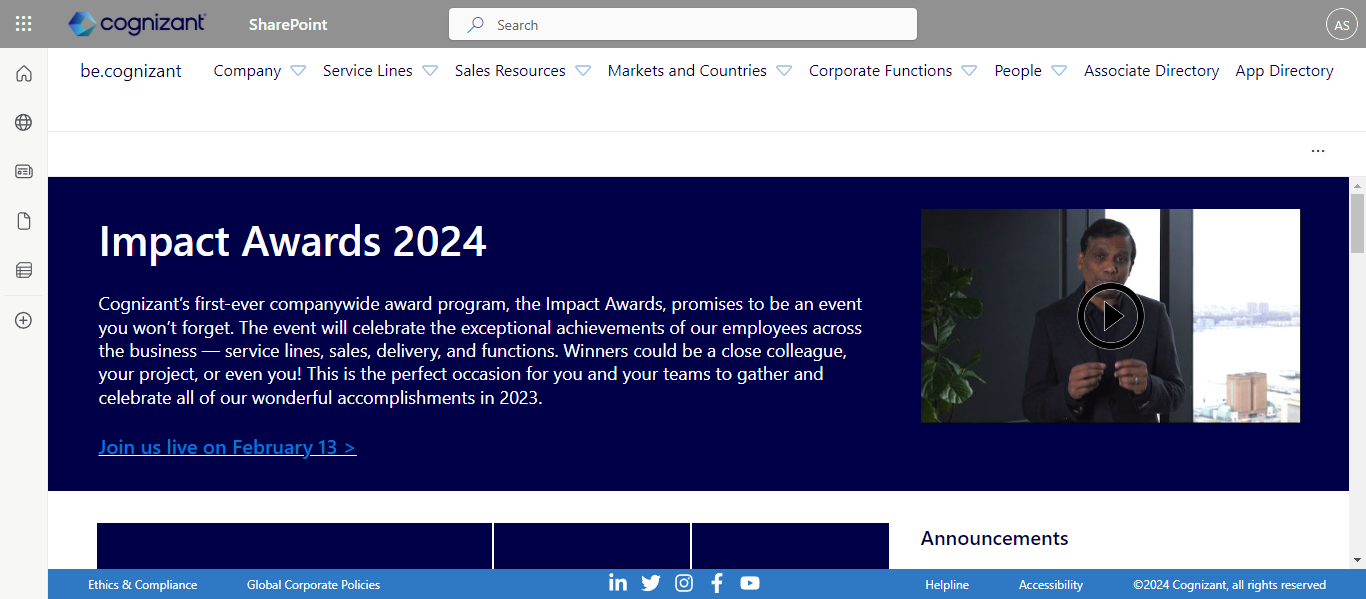 cognizant
SharePoint
Search
AS
be.cognizant
Company
Service Lines
Sales Resources
Markets and Countries
Corporate Functions
People
Associate Directory
App Directory
...
Impact Awards 2024
Cognizant’s first-ever companywide award program, the Impact Awards, promises to be an event
you won’t forget. The event will celebrate the exceptional achievements of our employees across
the business — service lines, sales, delivery, and functions. Winners could be a close colleague,
your project, or even you! This is the perfect occasion for you and your teams to gather and
celebrate all of our wonderful accomplishments in 2023.
Join us live on February 13 >
Announcements
Ethics & Compliance
Global Corporate Policies
Helpline
Accessibility
©2024 Cognizant, all rights reserved